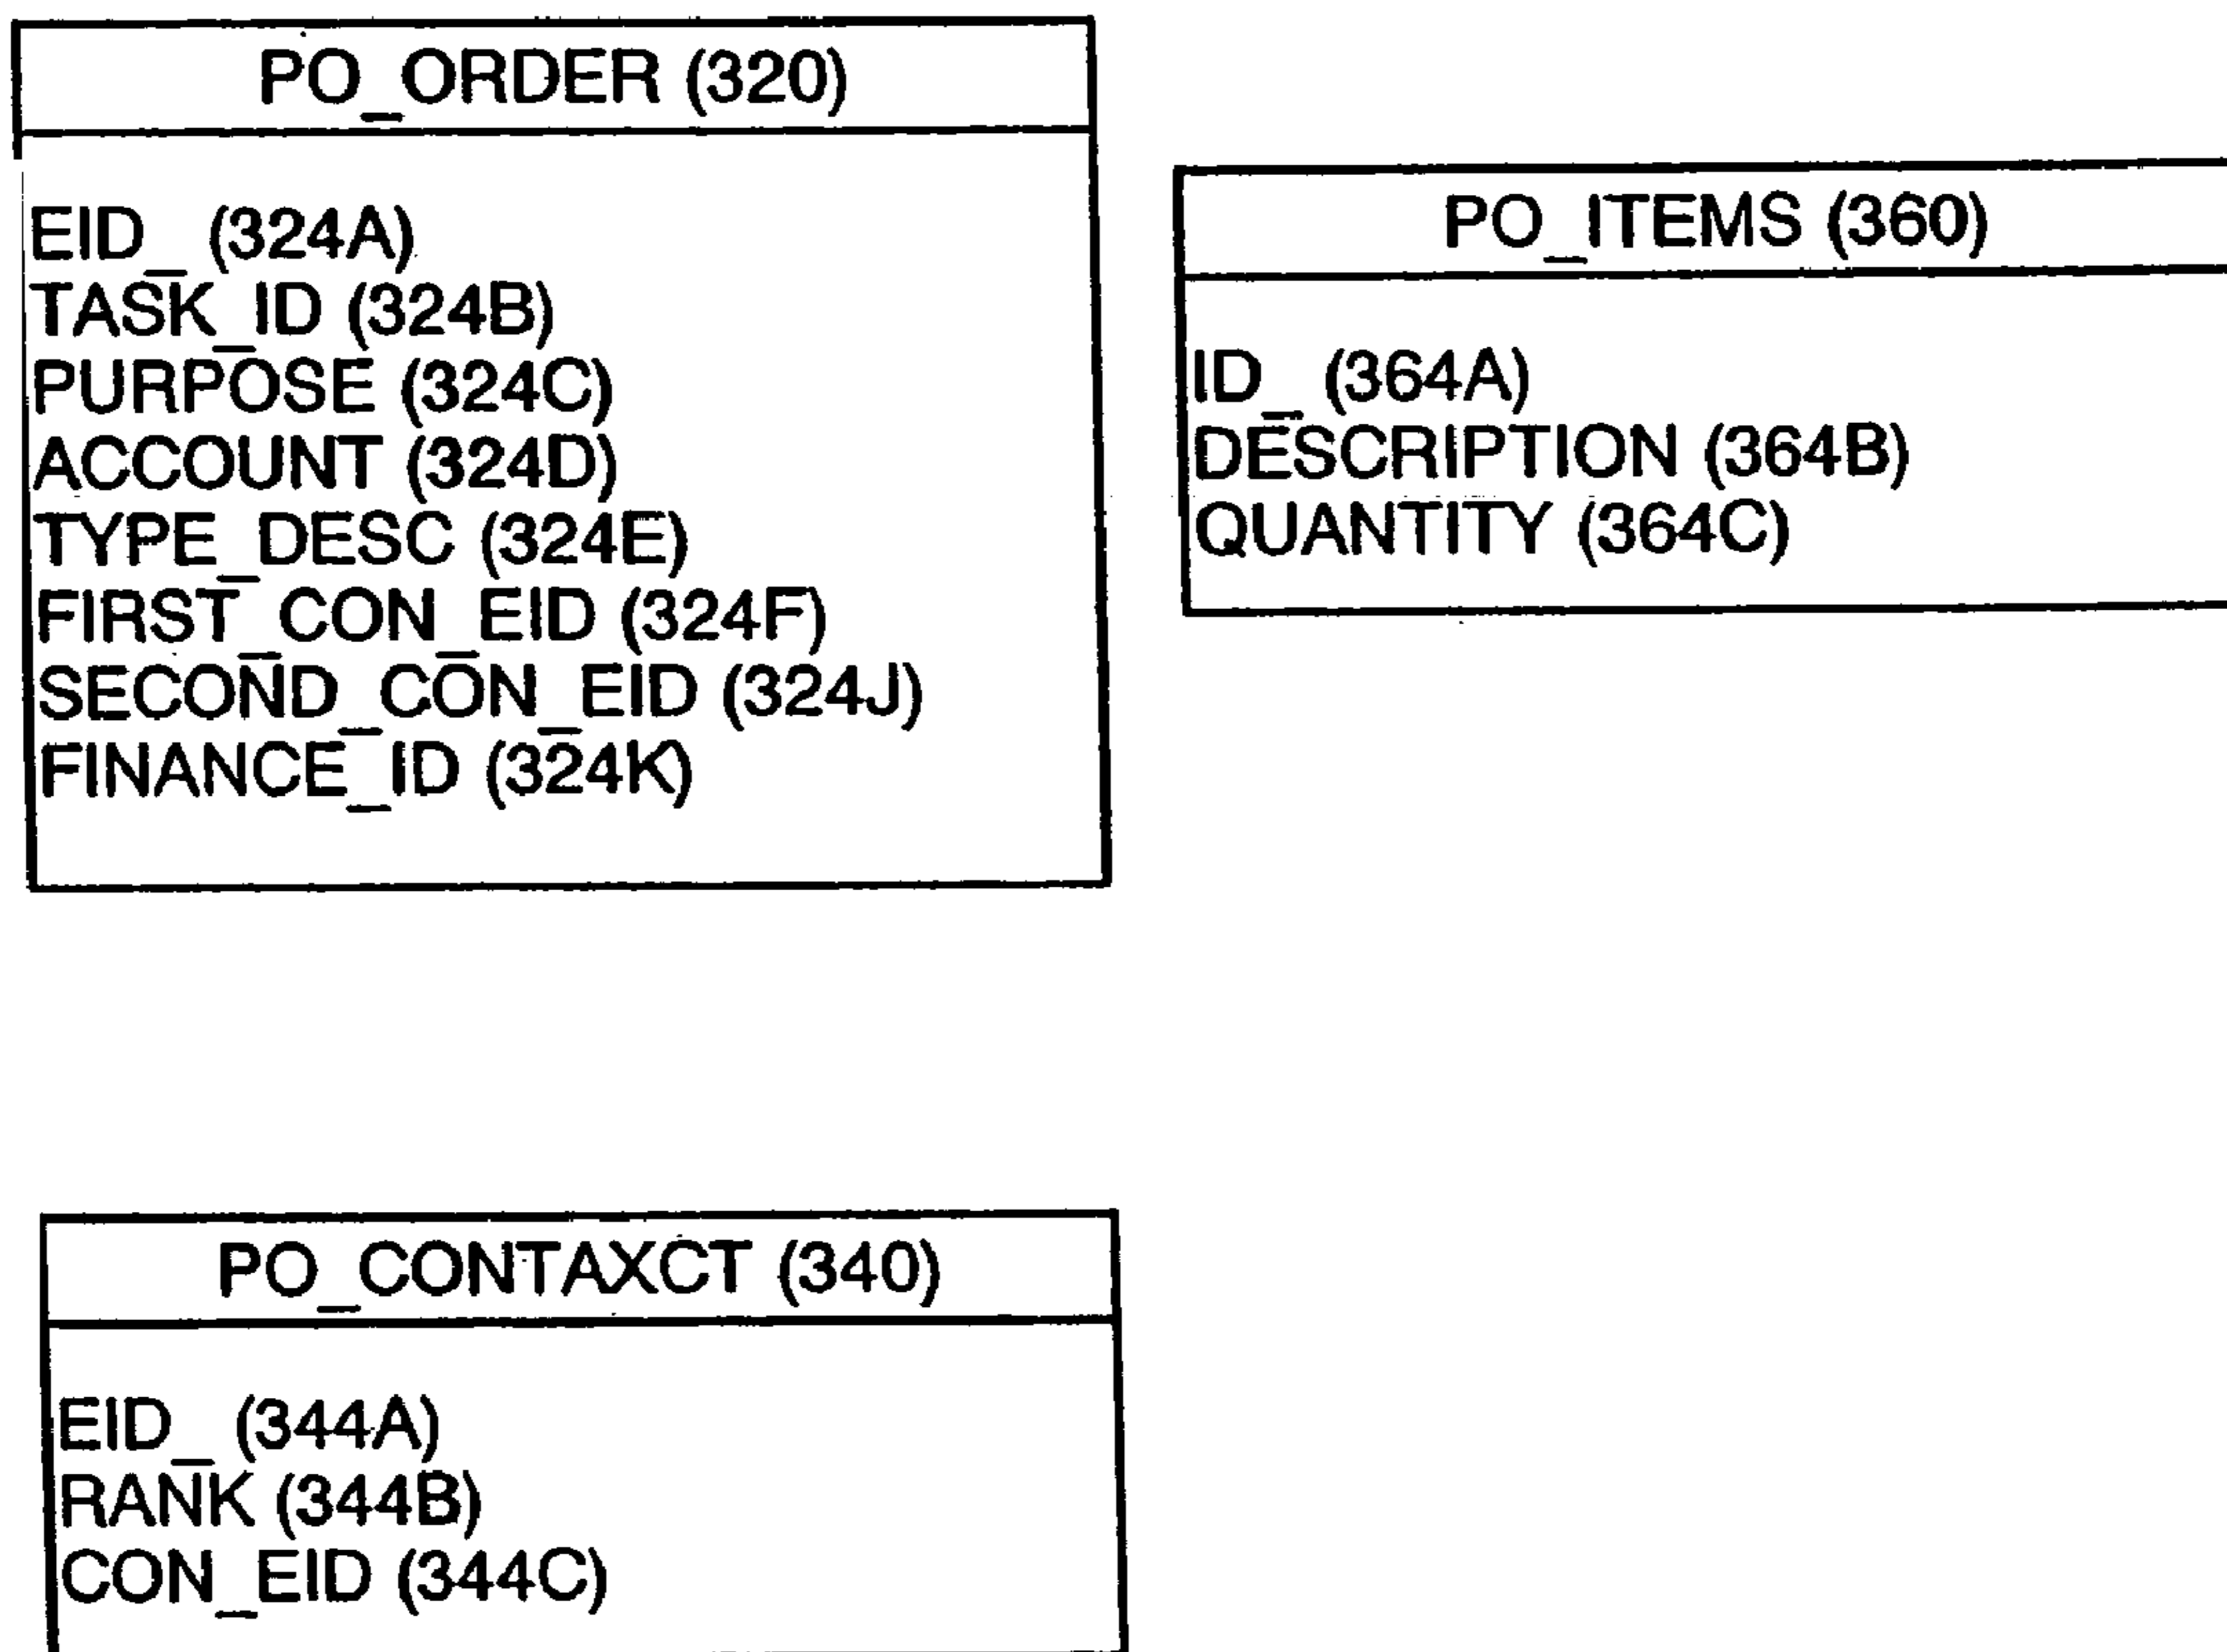 PO_ORDER (320)
EID_ (324A)
TASK_ID (324B)
PURPOSE (324C)
ACCOUNT (324D)
TYPE_DESC (324E)
FIRST_CON_EID (324F)
SECOND_CON_EID (324J)
FINANCE_ID (324K)
PO_ITEMS (360)
ID_ (364A)
DESCRIPTION (364B)
QUANTITY (364C)
PO_CONTAXCT (340)
EID_ (344A)
RANK (344B)
CON_EID (344C)